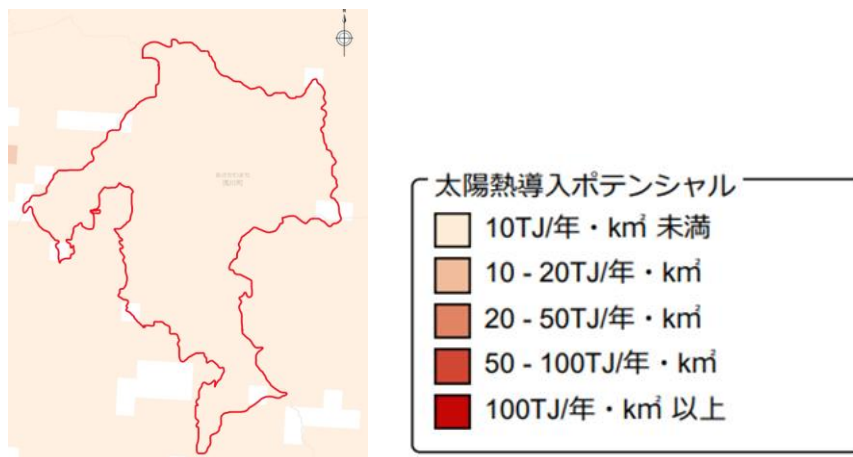 太陽熱導入ポテンシャル
10TJ/年・k㎡ 未満
10 - 20TJ/年・k㎡
20 - 50TJ/年・k㎡
50 - 100TJ/年・k㎡
100TJ/年・k㎡ 以上